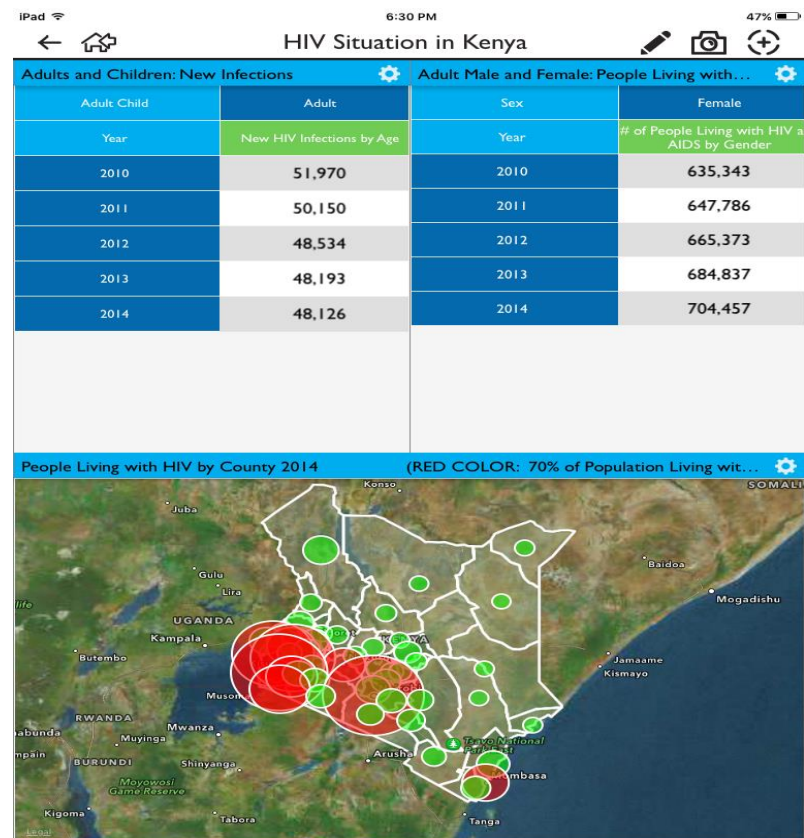 iPad
6:30 PM
47%
HIV Situation in Kenya
Adults and Children: New Infections
Adult Child Adult
Year New HIV Infections by Age
2010 51,970
2011 50,150
2012 48,534
2013 48,193
2014 48,126
Adult Male and Female: People Living with...
Sex Female
Year # of People Living with HIV a
AIDS by Gender
2010 635,343
2011 647,786
2012 665,373
2013 684,837
2014 704,457
People Living with HIV by County 2014 (RED COLOR: 70% of Population Living wit...
Konso
SOMALI
Juba
Baidoa
Gulu
Lira
Mogadishu
life
UGANDA
Kampala
KENYA
Butembo
Jamaame
Kismayo
Muson
RWANDA
Mwanza
nabunda
Muyinga
Tsavo National
Park East
mpain
BURUNDI
Shinyanga
Arusha
Mombasa
Moyowosi
Game Reserve
Kigoma
Tabora
Tanga
Legal